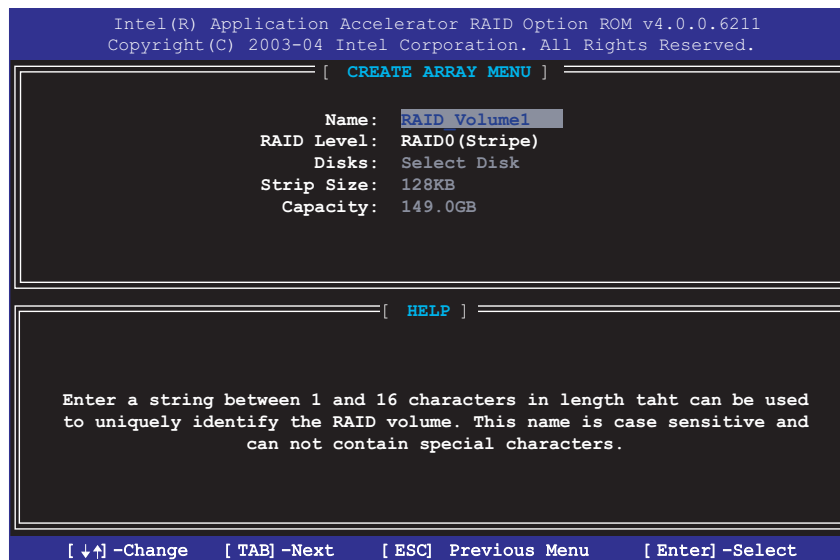 Intel(R) Application Accelerator RAID Option ROM v4.0.0.6211
Copyright(C) 2003-04 Intel Corporation. All Rights Reserved.
[ CREATE ARRAY MENU ]
Name: RAID_Volume1
RAID Level: RAID0(Stripe)
Disks: Select Disk
Strip Size: 128KB
Capacity: 149.0GB
[ HELP ]
Enter a string between 1 and 16 characters in length taht can be used
to uniquely identify the RAID volume. This name is case sensitive and
can not contain special characters.
[↓↑]-Change [TAB]-Next [ESC] Previous Menu [Enter]-Select